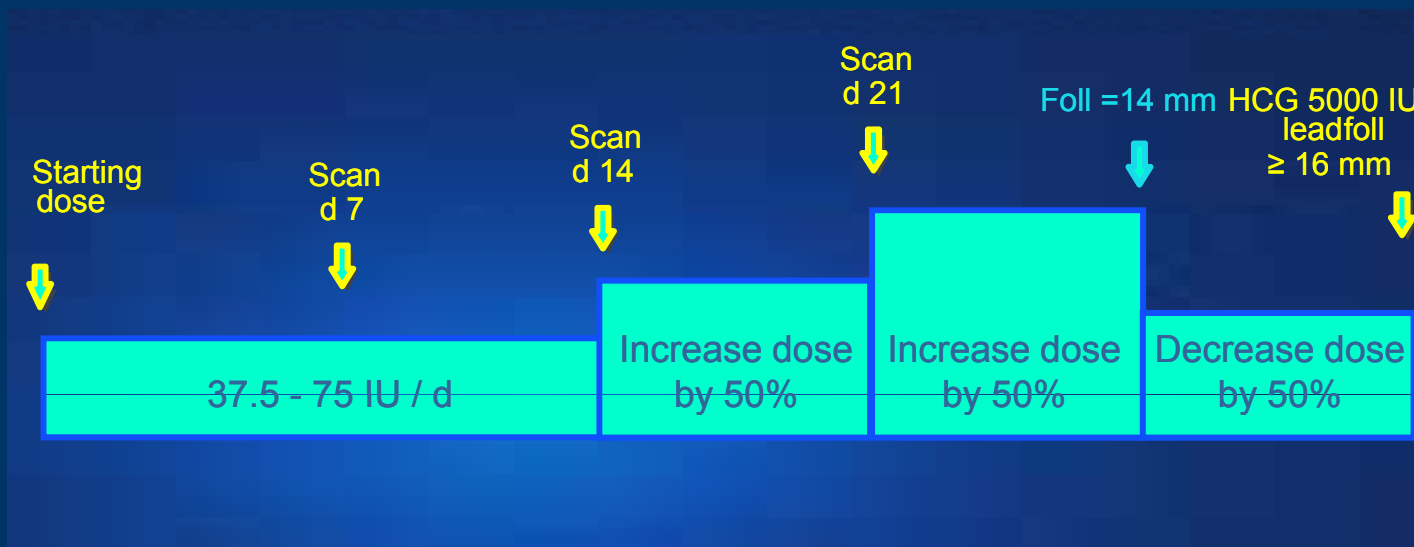 Starting
dose
Scan
d 7
Scan
d 14
Scan
d 21
Foll =14 mm
HCG 5000 IU
leadfoll
≥ 16 mm
37.5 - 75 IU / d
Increase dose
by 50%
Increase dose
by 50%
Decrease dose
by 50%